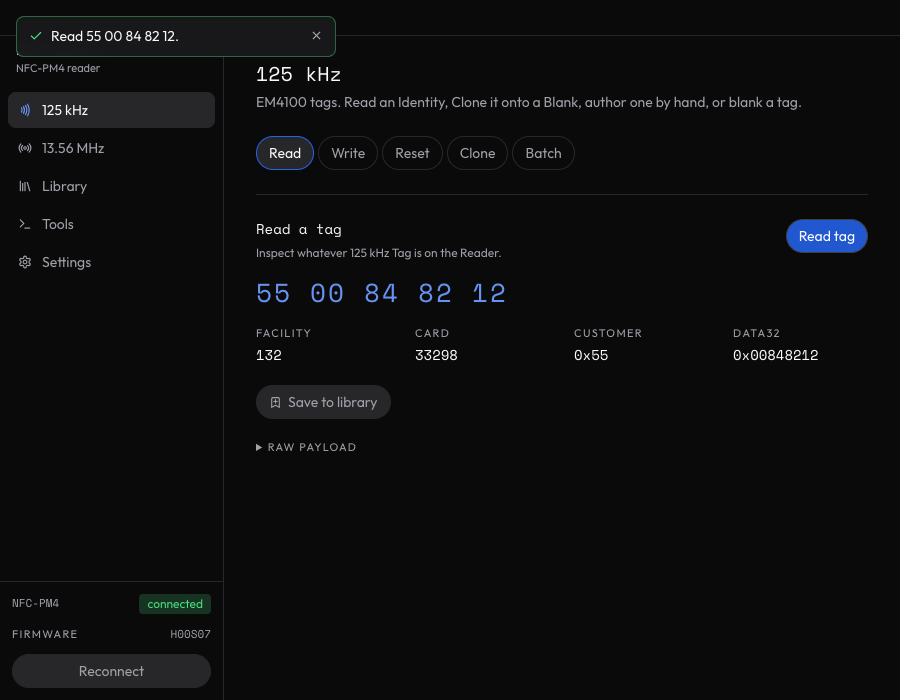 Read 55 00 84 82 12.
NFC-PM4 reader
125 kHz
13.56 MHz
Library
Tools
Settings
NFC-PM4
connected
FIRMWARE
H00S07
Reconnect
125 kHz
EM4100 tags. Read an Identity, Clone it onto a Blank, author one by hand, or blank a tag.
Read
Write
Reset
Clone
Batch
Read a tag
Read tag
Inspect whatever 125 kHz Tag is on the Reader.
55 00 84 82 12
FACILITY
CARD
CUSTOMER
DATA32
132
33298
0x55
0x00848212
Save to library
RAW PAYLOAD